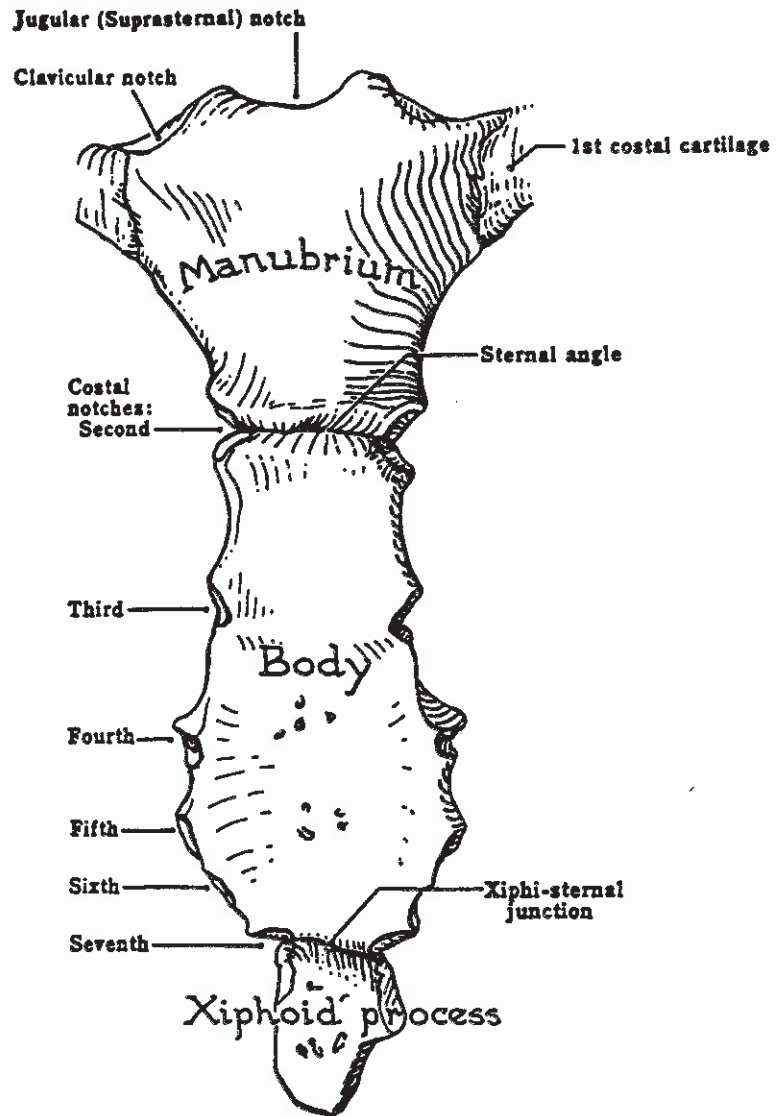 Jugular (Suprasternal) notch
Clavicular notch
1st costal cartilage
Manubrium
Sternal angle
Costal
notches:
Second
Third
Body
Fourth
Fifth
Sixth
Xiphi-sternal
junction
Seventh
Xiphoid process